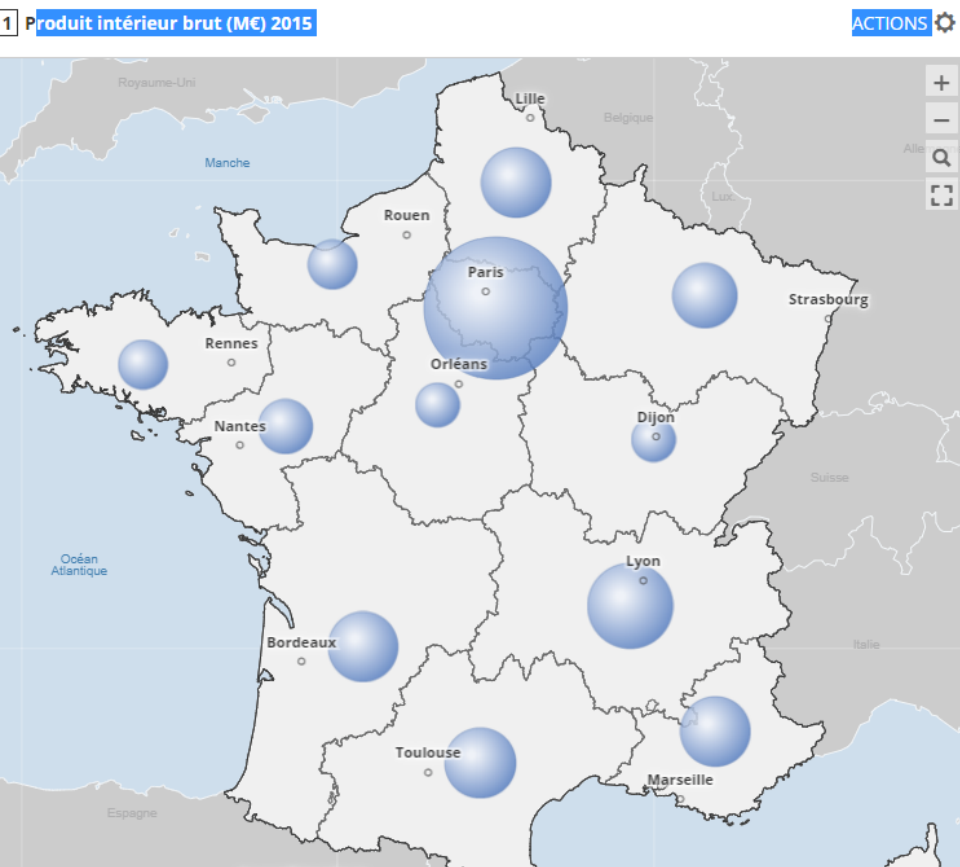 1 Produit intérieur brut (M€) 2015
ACTIONS
Royaume-Uni
Lille
Belgique
Manche
Lux.
Rouen
Paris
Strasbourg
Rennes
Orléans
Nantes
Dijon
Suisse
Océan
Atlantique
Lyon
Bordeaux
Italie
Toulouse
Marseille
Espagne